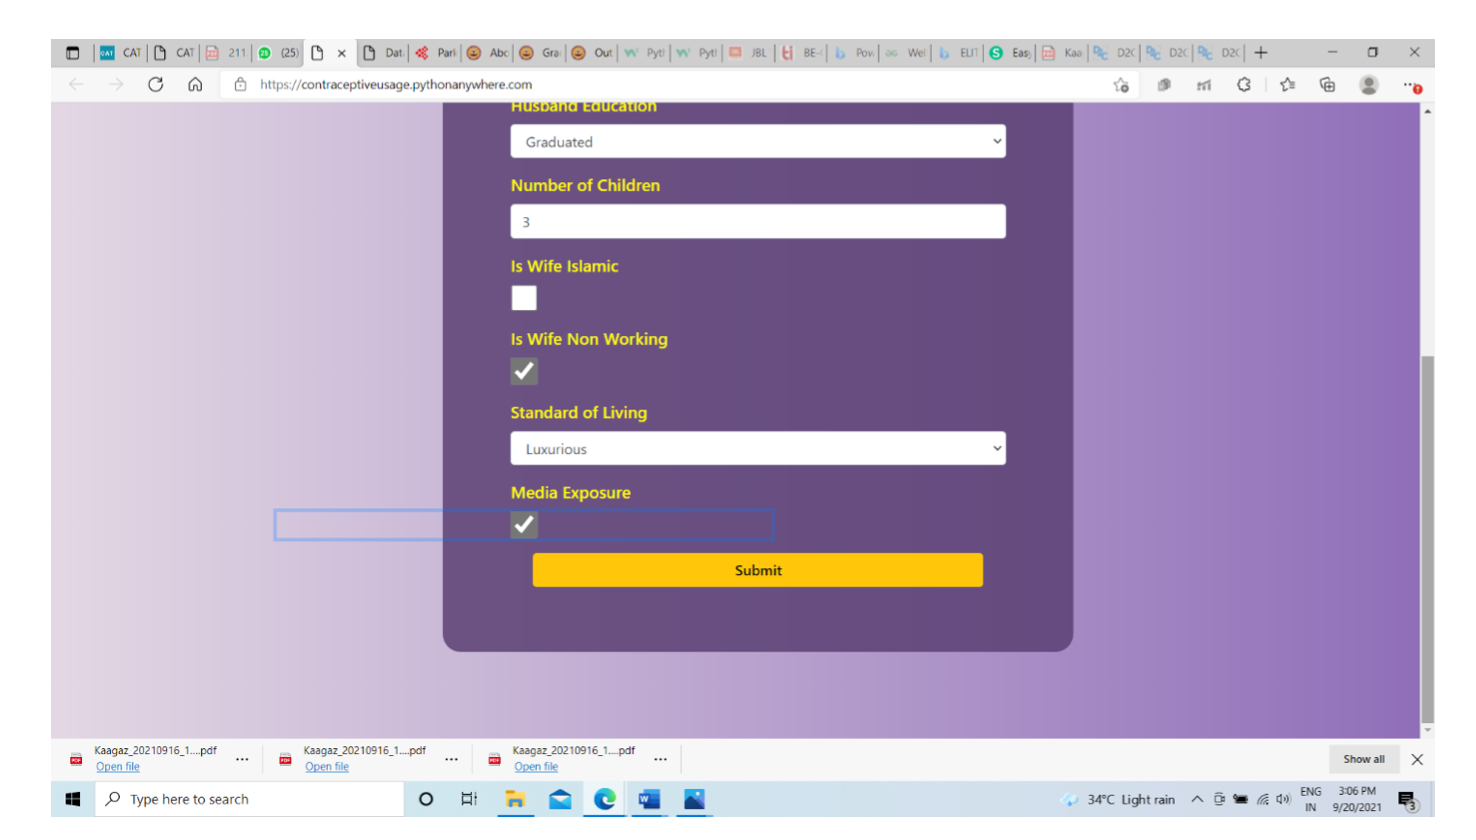 CAT CAT 211 (25) Dat Pari Abc Gra Out Pyt Pyt JBL BE- Pov Wel ELIT Easy Kaa D2C D2C D2C
https://contraceptiveusage.pythonanywhere.com
Husband Education
Graduated
Number of Children
3
Is Wife Islamic
Is Wife Non Working
Standard of Living
Luxurious
Media Exposure
Submit
Kaagaz_20210916_1....pdf Kaagaz_20210916_1....pdf Kaagaz_20210916_1....pdf Show all
Open file Open file Open file
Type here to search 34°C Light rain ENG 3:06 PM
IN 9/20/2021 3